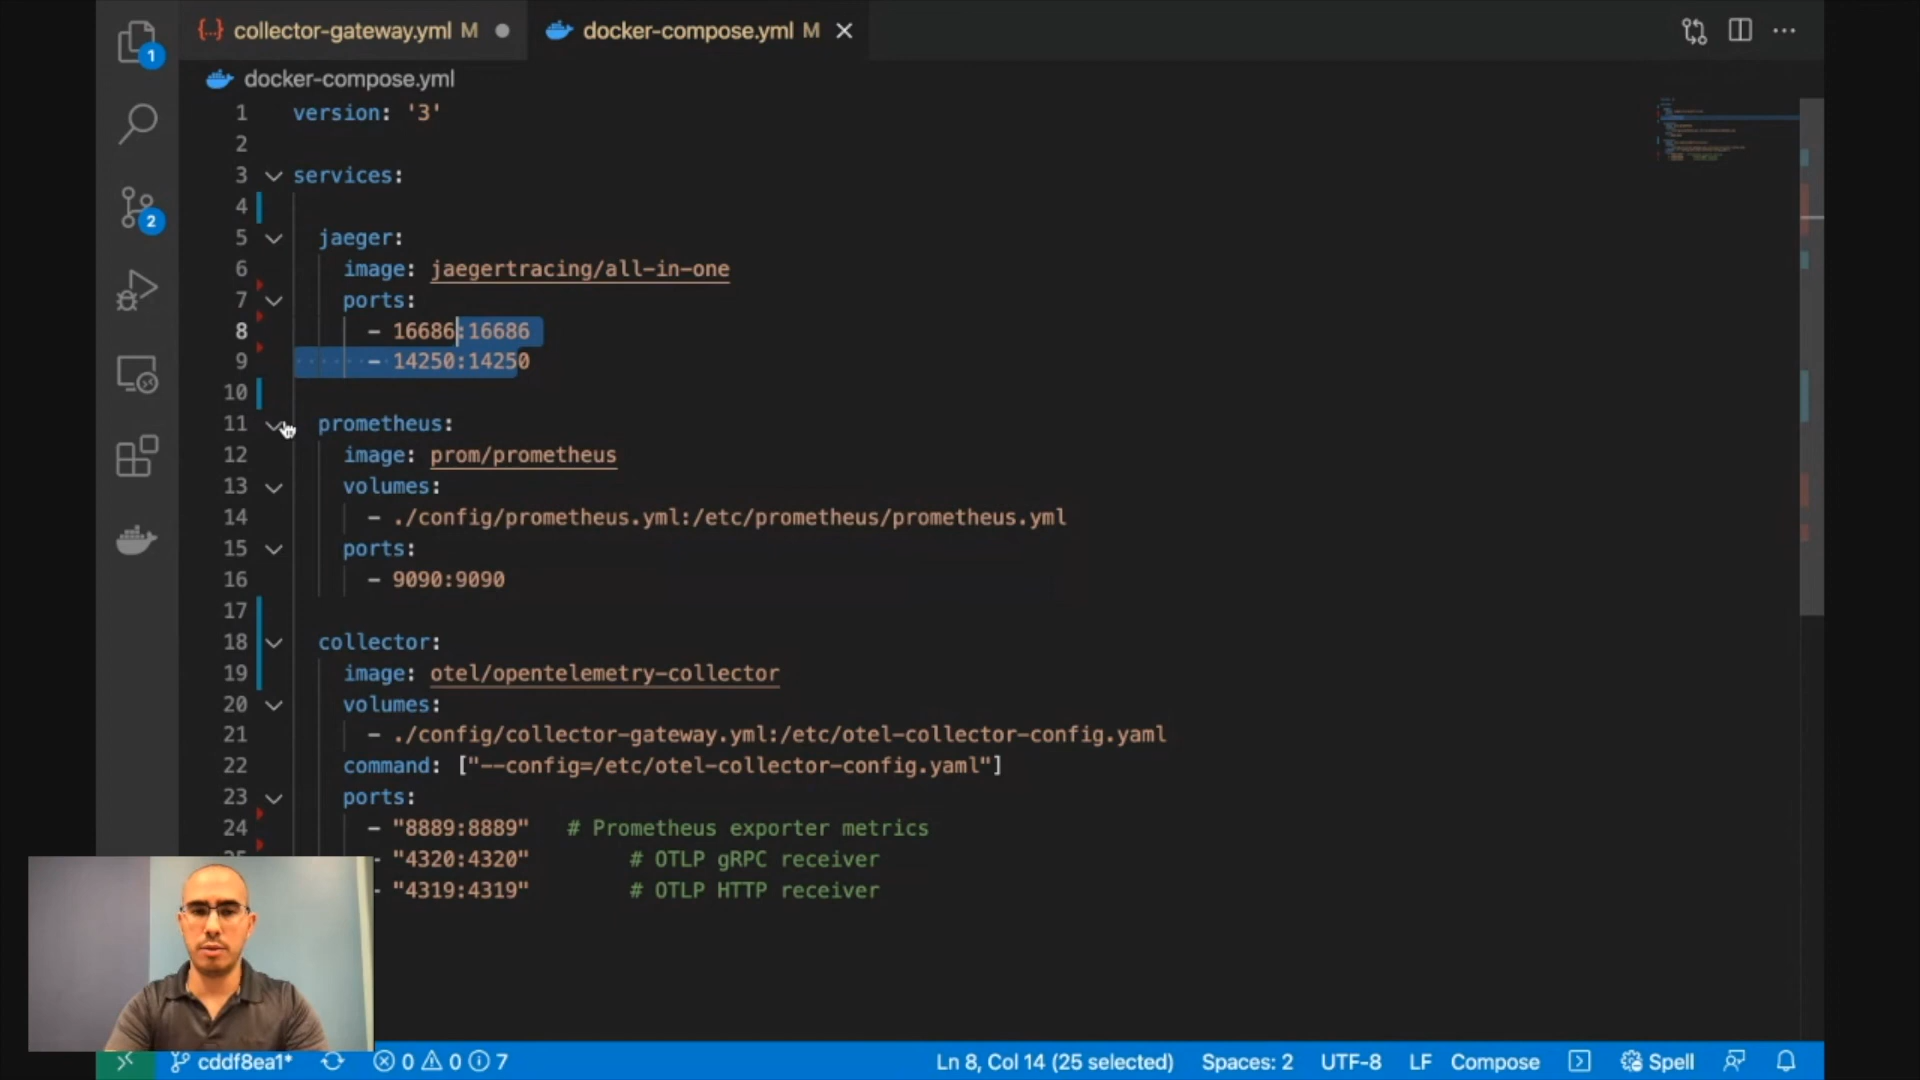 1
2
collector-gateway.yml M
docker-compose.yml M
docker-compose.yml
1 version: '3'
2
3 services:
4
5 jaeger:
6 image: jaegertracing/all-in-one
7 ports:
8 - 16686:16686
9 - 14250:14250
10
11 prometheus:
12 image: prom/prometheus
13 volumes:
14 - ./config/prometheus.yml:/etc/prometheus/prometheus.yml
15 ports:
16 - 9090:9090
17
18 collector:
19 image: otel/opentelemetry-collector
20 volumes:
21 - ./config/collector-gateway.yml:/etc/otel-collector-config.yaml
22 command: ["--config=/etc/otel-collector-config.yaml"]
23 ports:
24 - "8889:8889" # Prometheus exporter metrics
- "4320:4320" # OTLP gRPC receiver
- "4319:4319" # OTLP HTTP receiver
cddf8ea1* 0 0 7 Ln 8, Col 14 (25 selected) Spaces: 2 UTF-8 LF Compose Spell